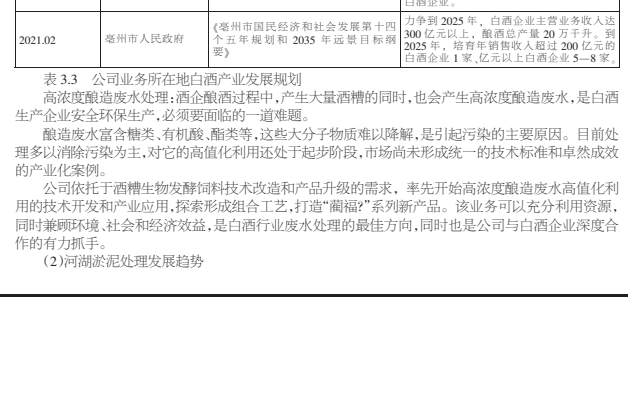 白酒企业。
2021.02
亳州市人民政府
《亳州市国民经济和社会发展第十四
个五年规划和 2035 年远景目标纲
要》
力争到 2025 年，白酒企业主营业务收入达
300 亿元以上，酿酒总产量 20 万千升。到
2025 年，培育年销售收入超过 200 亿元的
白酒企业 1 家、亿元以上白酒企业 5—8 家。
表 3.3 公司业务所在地白酒产业发展规划
高浓度酿造废水处理：酒企酿酒过程中，产生大量酒糟的同时，也会产生高浓度酿造废水，是白酒
生产企业安全环保生产，必须要面临的一道难题。
酿造废水富含糖类、有机酸、酯类等，这些大分子物质难以降解，是引起污染的主要原因。目前处
理多以消除污染为主，对它的高值化利用还处于起步阶段，市场尚未形成统一的技术标准和卓然成效
的产业化案例。
公司依托于酒糟生物发酵饲料技术改造和产品升级的需求，率先开始高浓度酿造废水高值化利
用的技术开发和产业应用，探索形成组合工艺，打造“蔺福?”系列新产品。该业务可以充分利用资源，
同时兼顾环境、社会和经济效益，是白酒行业废水处理的最佳方向，同时也是公司与白酒企业深度合
作的有力抓手。
（2）河湖淤泥处理发展趋势